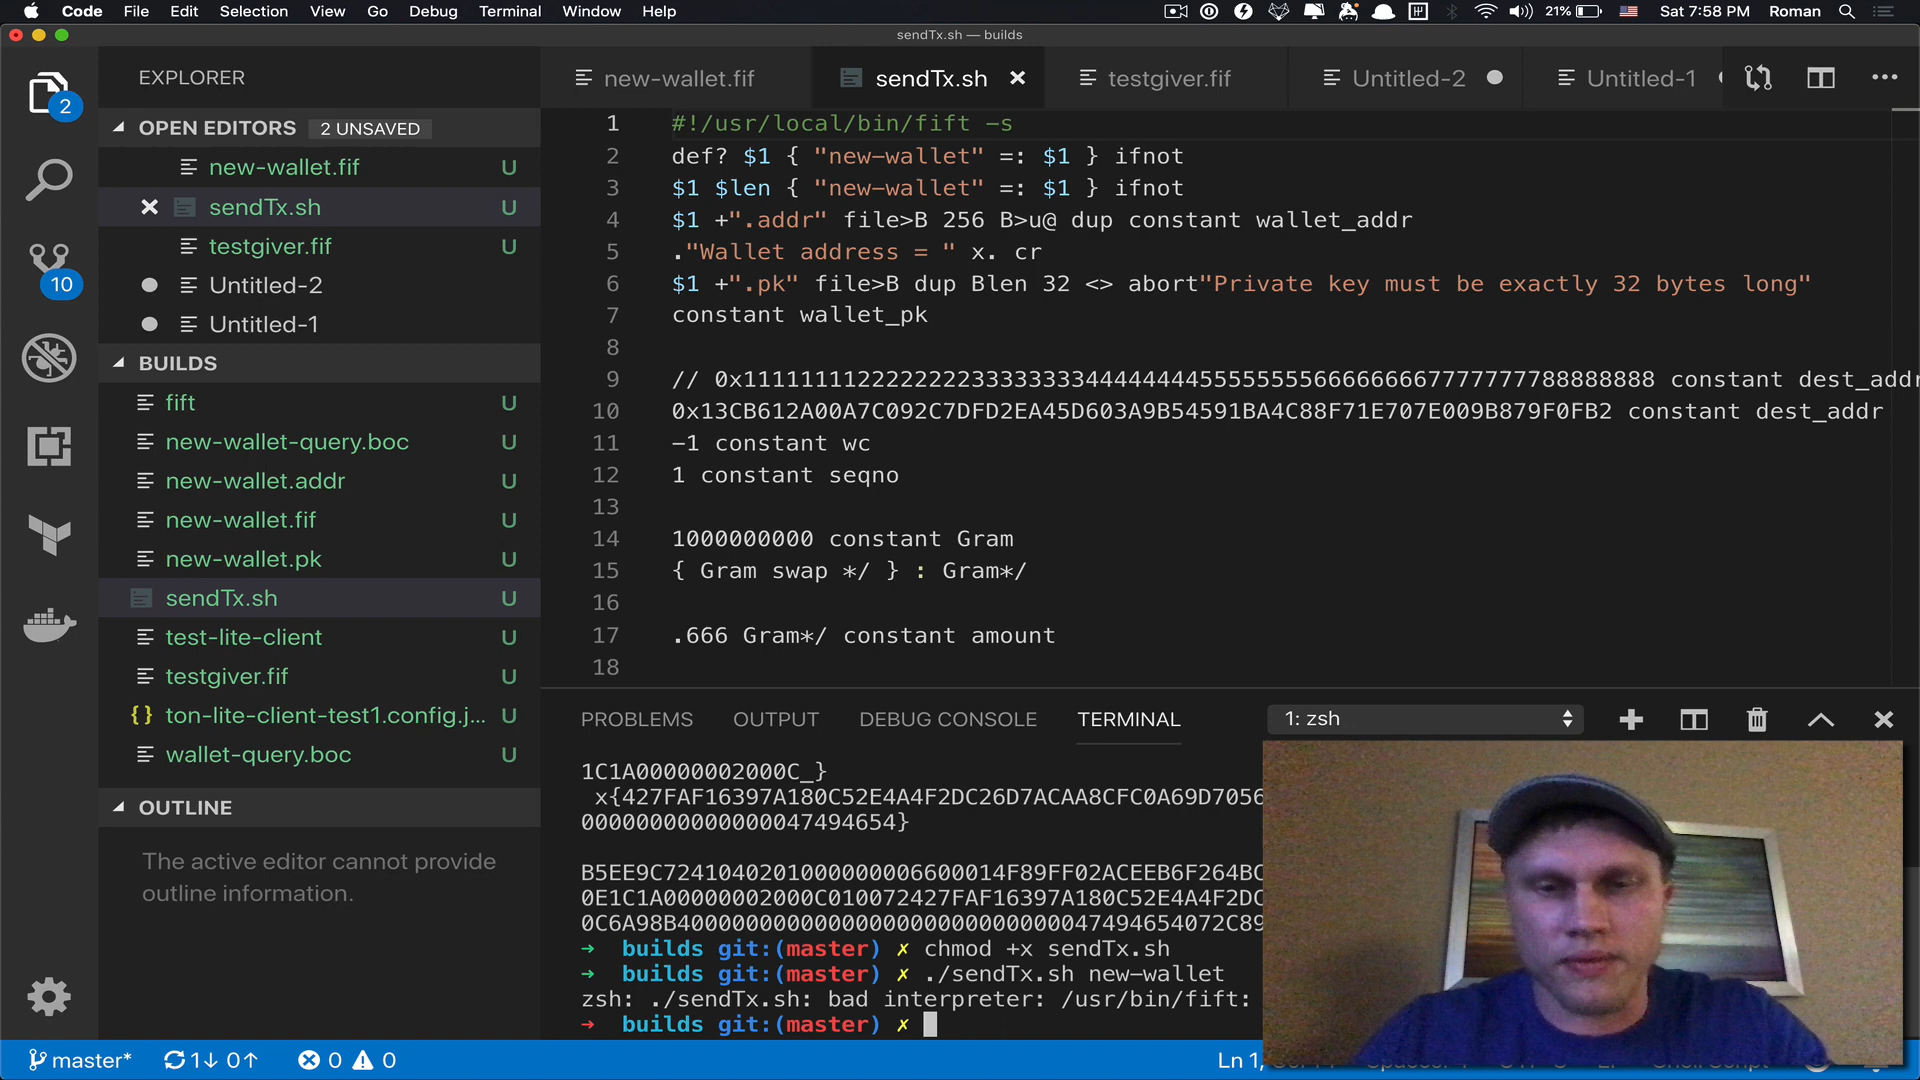 Code File Edit Selection View Go Debug Terminal Window Help 21% Sat 7:58 PM Roman
sendTx.sh — builds
EXPLORER
OPEN EDITORS 2 UNSAVED
new-wallet.fif U
sendTx.sh U
testgiver.fif U
Untitled-2
Untitled-1
BUILDS
fift U
new-wallet-query.boc U
new-wallet.addr U
new-wallet.fif U
new-wallet.pk U
sendTx.sh U
test-lite-client U
testgiver.fif U
{ } ton-lite-client-test1.config.j... U
wallet-query.boc U
OUTLINE
The active editor cannot provide
outline information.
2
10
new-wallet.fif sendTx.sh testgiver.fif Untitled-2 Untitled-1
1 #!/usr/local/bin/fift -s
2 def? $1 { "new-wallet" =: $1 } ifnot
3 $1 $len { "new-wallet" =: $1 } ifnot
4 $1 +".addr" file>B 256 B>u@ dup constant wallet_addr
5 ."Wallet address = " x. cr
6 $1 +".pk" file>B dup Blen 32 <> abort"Private key must be exactly 32 bytes long"
7 constant wallet_pk
8
9 // 0x1111111122222222333333334444444455555555666666667777777788888888 constant dest_addr
10 0x13CB612A00A7C092C7DFD2EA45D603A9B54591BA4C88F71E707E009B879F0FB2 constant dest_addr
11 -1 constant wc
12 1 constant seqno
13
14 1000000000 constant Gram
15 { Gram swap */ } : Gram*/
16
17 .666 Gram*/ constant amount
18
PROBLEMS OUTPUT DEBUG CONSOLE TERMINAL 1: zsh
1C1A00000002000C_}
x{427FAF16397A180C52E4A4F2DC26D7ACAA8CFC0A69D7056
00000000000000047494654}
B5EE9C7241040201000000006600014F89FF02ACEEB6F264BC
0E1C1A00000002000C010072427FAF16397A180C52E4A4F2DC
0C6A98B400000000000000000000000000047494654072C89
➜ builds git:(master) ✗ chmod +x sendTx.sh
➜ builds git:(master) ✗ ./sendTx.sh new-wallet
zsh: ./sendTx.sh: bad interpreter: /usr/bin/fift:
➜ builds git:(master) ✗
master* 1↓ 0↑ 0 0 Ln 1,